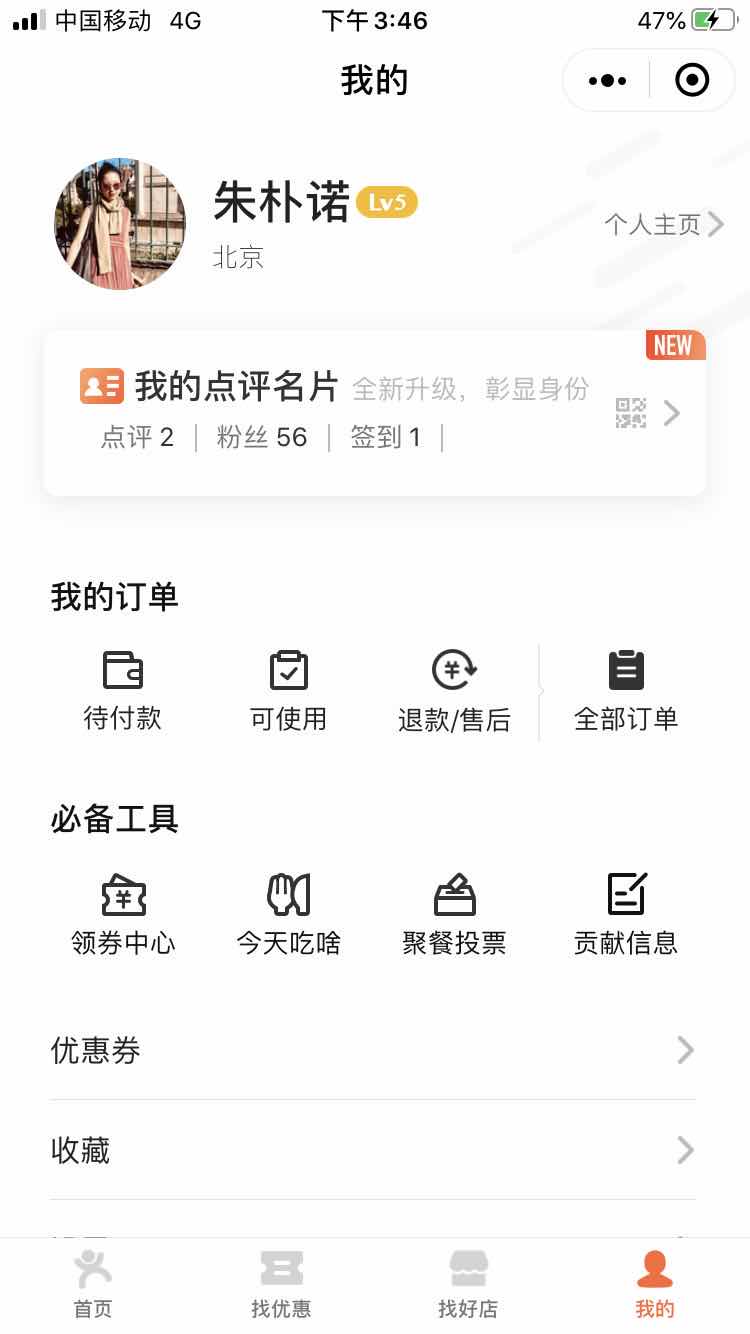 中国移动 4G 下午3:46 47%
我的
朱朴诺 Lv5
北京
个人主页
NEW
我的点评名片 全新升级，彰显身份
点评 2 | 粉丝 56 | 签到 1 |
我的订单
待付款 可使用 退款/售后 全部订单
必备工具
领券中心 今天吃啥 聚餐投票 贡献信息
优惠券
收藏
首页 找优惠 找好店 我的